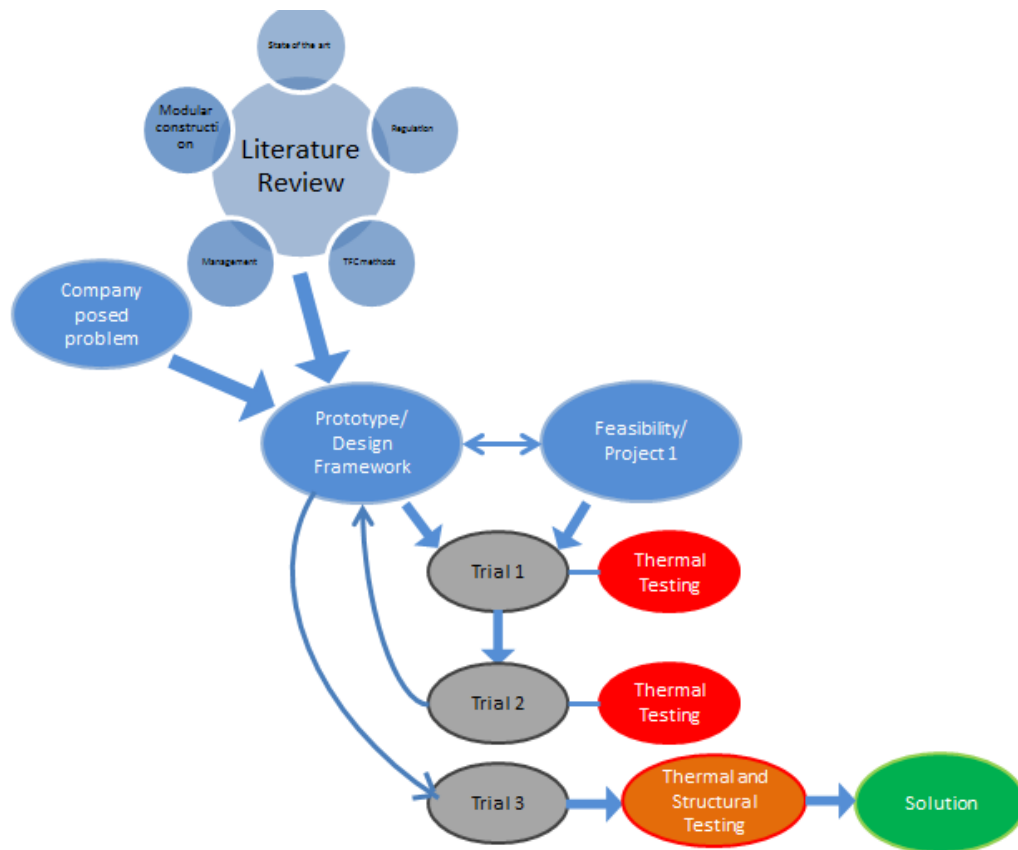 State of the art
Modular
constructi
on
Regulation
Literature
Review
Management
TFC methods
Company
posed
problem
Prototype/
Design
Framework
Feasibility/
Project 1
Trial 1
Thermal
Testing
Trial 2
Thermal
Testing
Trial 3
Thermal and
Structural
Testing
Solution